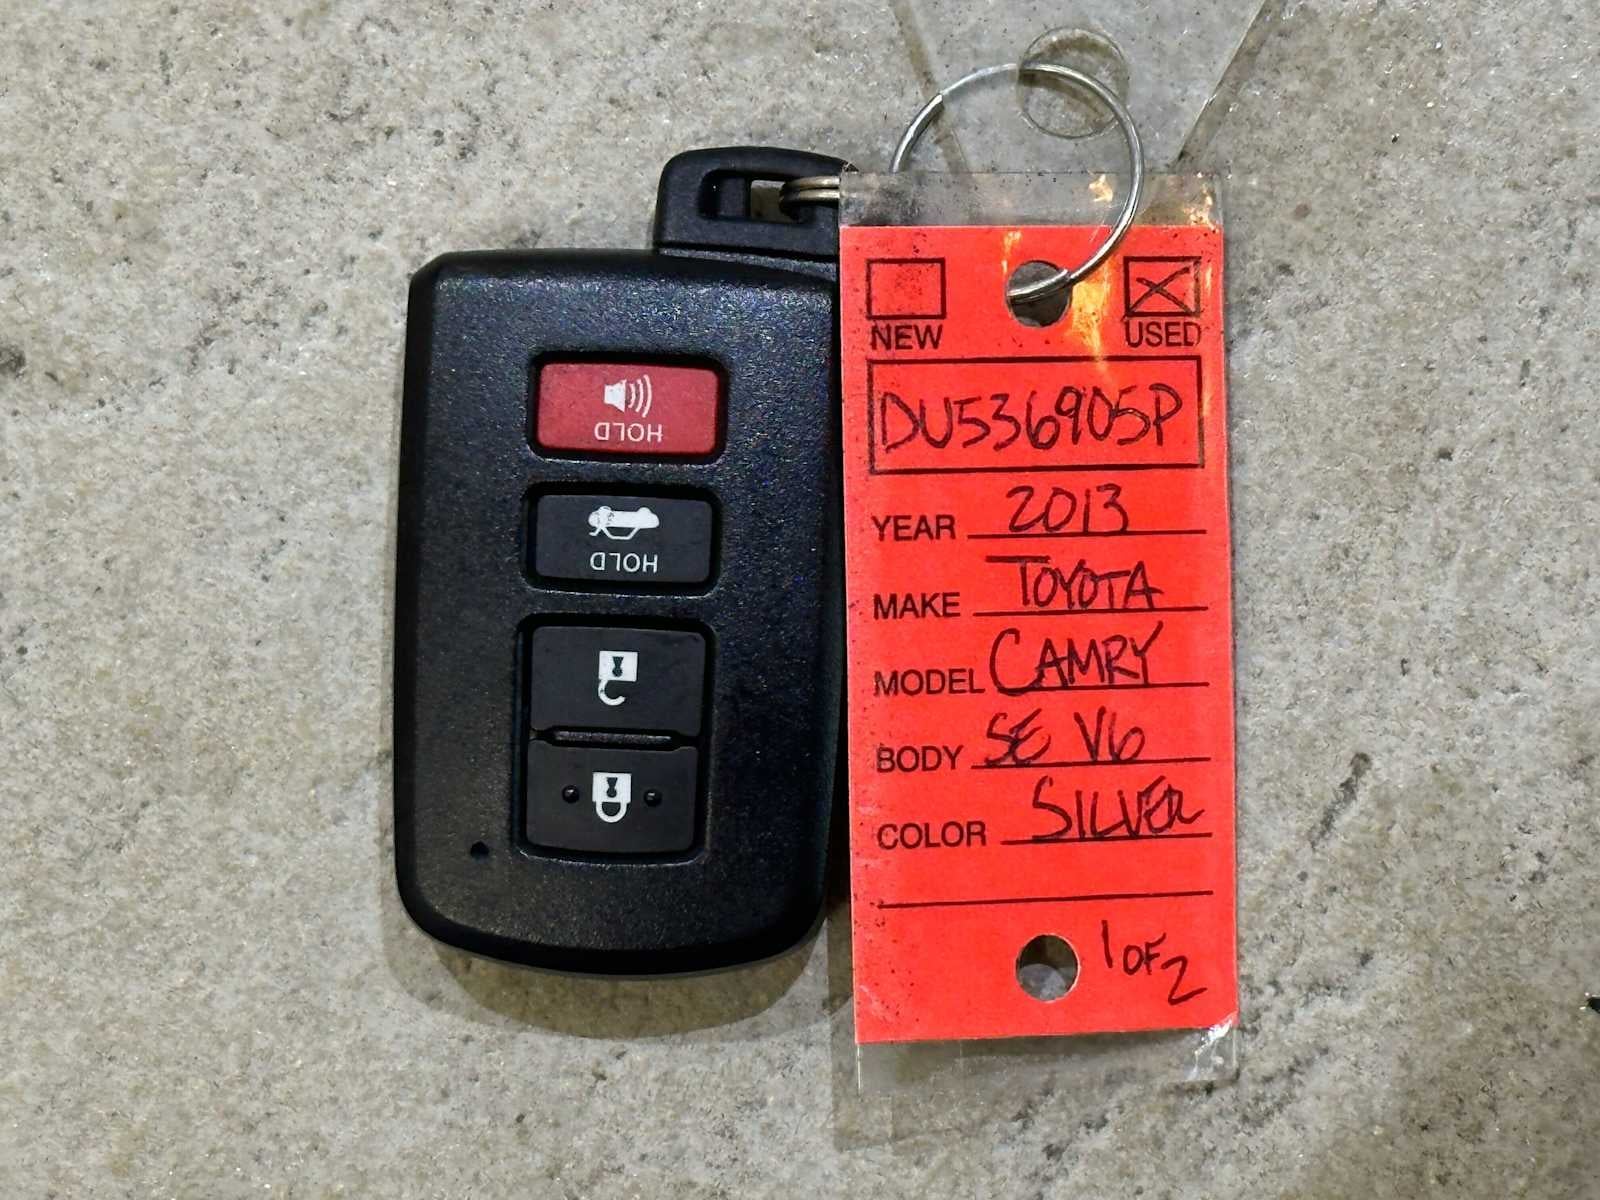 HOLD
HOLD
NEW USED
DU536905P
YEAR 2013
MAKE TOYOTA
MODEL CAMRY
BODY SE V6
COLOR SILVER
1 OF 2